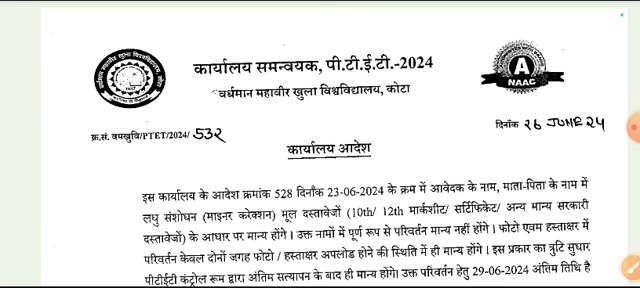 कार्यालय समन्वयक, पी.टी.ई.टी.-2024
वर्धमान महावीर खुला विश्वविद्यालय, कोटा
A
NAAC
क्र.सं. वमखुवि/PTET/2024/ 532
दिनाँक 26 JUNE 24
कार्यालय आदेश
इस कार्यालय के आदेश क्रमांक 528 दिनाँक 23-06-2024 के क्रम में आवेदक के नाम, माता-पिता के नाम में
लघु संशोधन (माइनर करेक्शन) मूल दस्तावेजों (10th/ 12th मार्कशीट/ सर्टिफिकेट/ अन्य मान्य सरकारी
दस्तावेजों) के आधार पर मान्य होंगे। उक्त नामों में पूर्ण रूप से परिवर्तन मान्य नहीं होंगे। फोटो एवम हस्ताक्षर में
परिवर्तन केवल दोनों जगह फोटो / हस्ताक्षर अपलोड होने की स्थिति में ही मान्य होंगे। इस प्रकार का त्रुटि सुधार
पीटीईटी कंट्रोल रूम द्वारा अंतिम सत्यापन के बाद ही मान्य होंगे। उक्त परिवर्तन हेतु 29-06-2024 अंतिम तिथि है